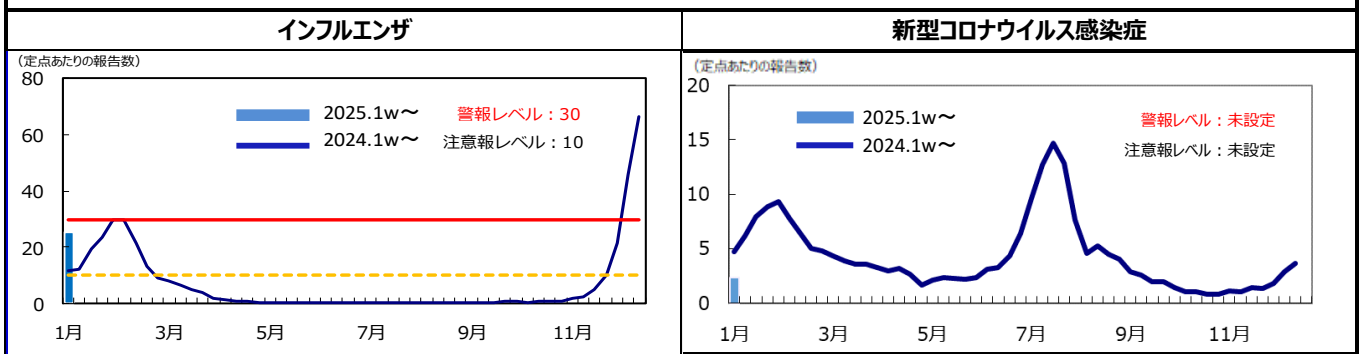 インフルエンザ
（定点あたりの報告数）
80
60
40
20
0
2025.1w～ 警報レベル：30
2024.1w～ 注意報レベル：10
1月 3月 5月 7月 9月 11月
新型コロナウイルス感染症
（定点あたりの報告数）
20
15
10
5
0
2025.1w～ 警報レベル：未設定
2024.1w～ 注意報レベル：未設定
1月 3月 5月 7月 9月 11月